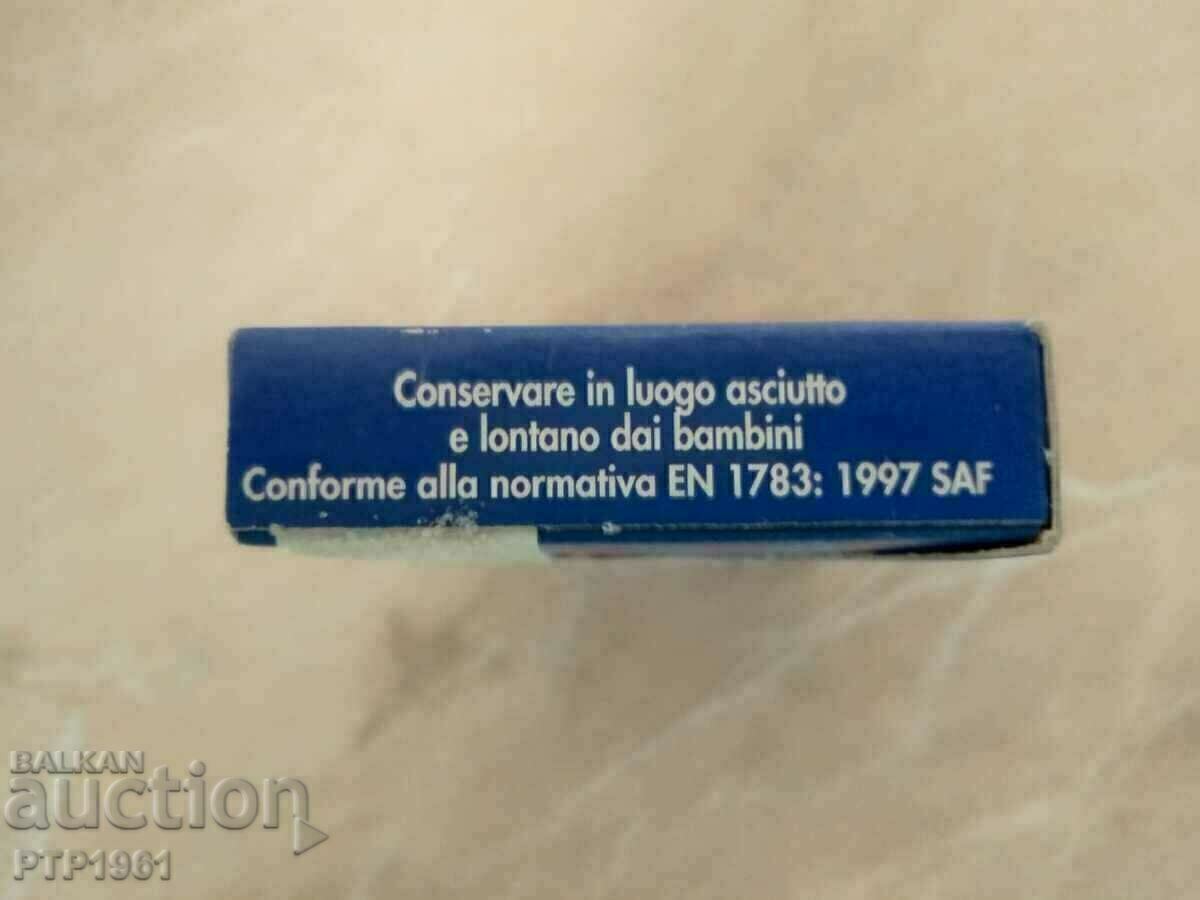 Conservare in luogo asciutto
e lontano dai bambini
Conforme alla normativa EN 1783: 1997 SAF
BALKAN
auction
PTP1961